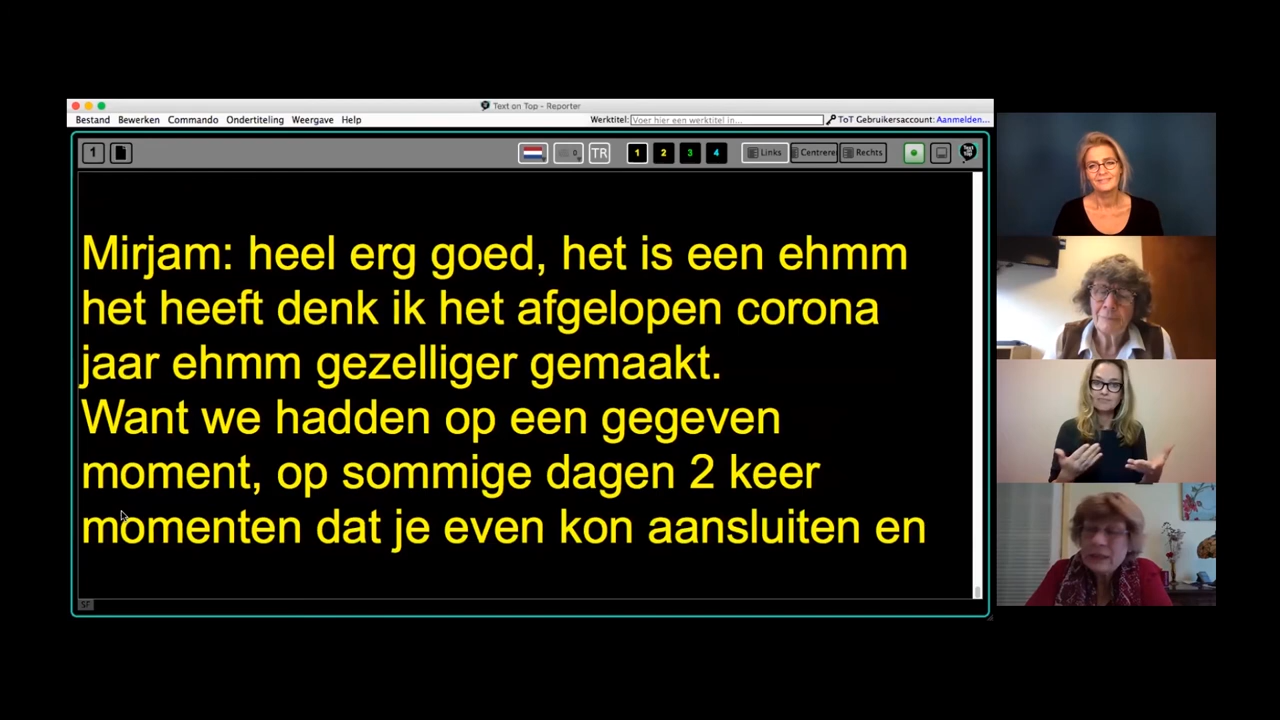 Text on Top - Reporter
Bestand Bewerken Commando Ondertiteling Weergave Help Werktitel: Voer hier een werktitel in... ToT Gebruikersaccount: Aanmelden...
1 0 TR 1 2 3 4 Links Centreren Rechts
Mirjam: heel erg goed, het is een ehmm
het heeft denk ik het afgelopen corona
jaar ehmm gezelliger gemaakt.
Want we hadden op een gegeven
moment, op sommige dagen 2 keer
momenten dat je even kon aansluiten en
SF